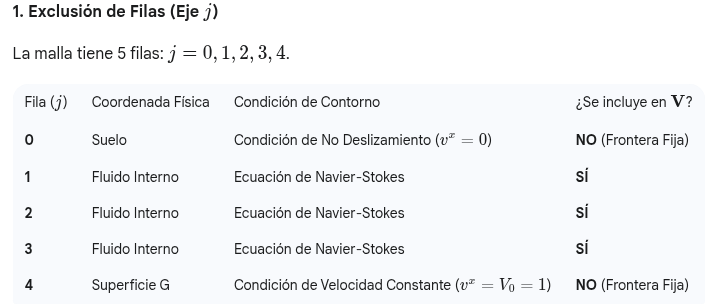 1. Exclusión de Filas (Eje j)
La malla tiene 5 filas: j = 0, 1, 2, 3, 4.
Fila (j) Coordenada Física Condición de Contorno ¿Se incluye en V?
0 Suelo Condición de No Deslizamiento (vˣ = 0) NO (Frontera Fija)
1 Fluido Interno Ecuación de Navier-Stokes SÍ
2 Fluido Interno Ecuación de Navier-Stokes SÍ
3 Fluido Interno Ecuación de Navier-Stokes SÍ
4 Superficie G Condición de Velocidad Constante (vˣ = V₀ = 1) NO (Frontera Fija)